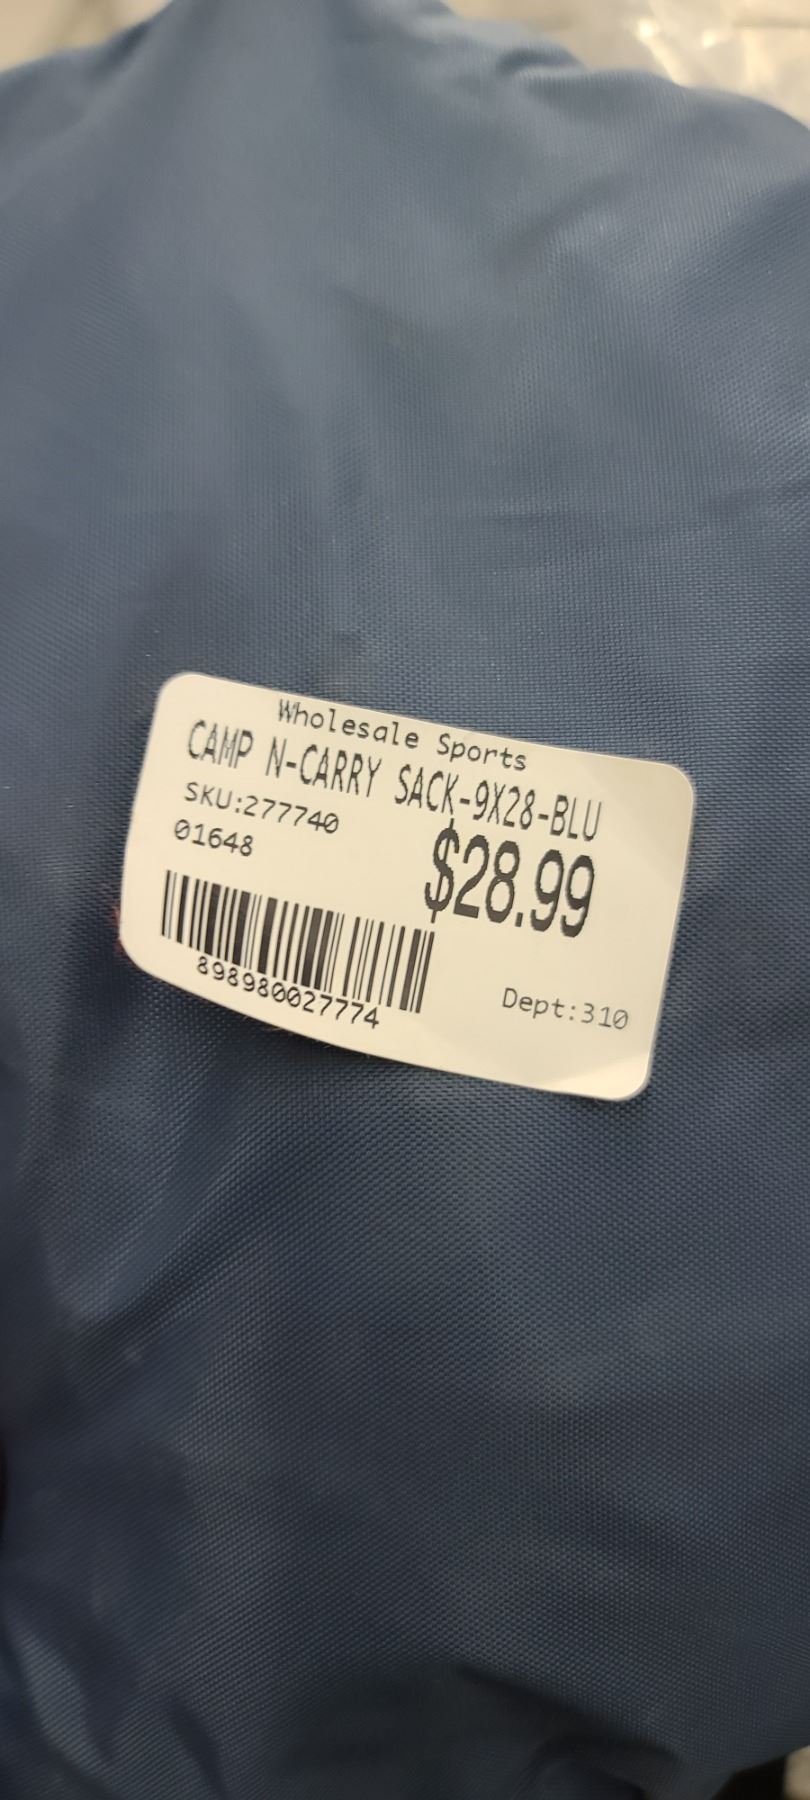 Wholesale Sports
CAMP N-CARRY SACK-9X28-BLU
SKU:277740
01648
$28.99
898980027774
Dept:310